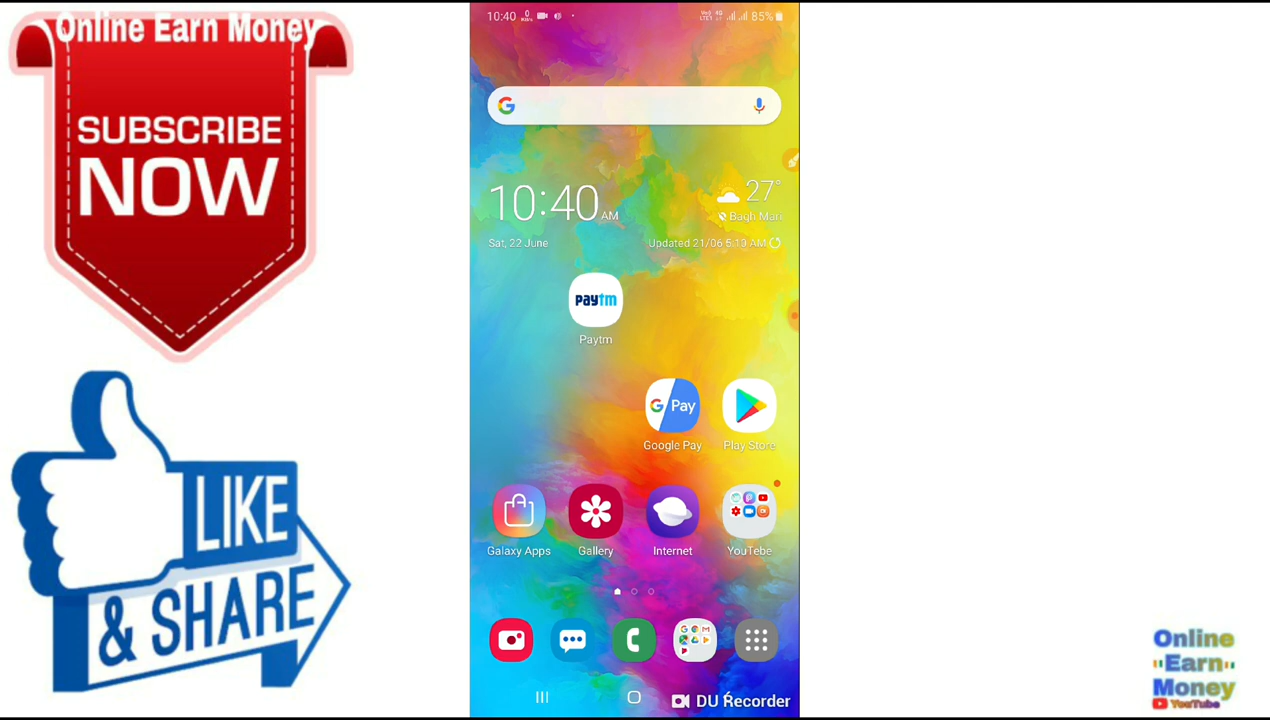 Online Earn Money
SUBSCRIBE
NOW
LIKE
& SHARE
10:40
85%
10:40 AM
27°
Sat, 22 June
Updated 21/06 5:10 AM
Paytm
Paytm
G Pay
Google Pay
Play Store
Galaxy Apps
Gallery
Internet
YouTebe
DU Recorder
Online
Earn
Money
YouTube